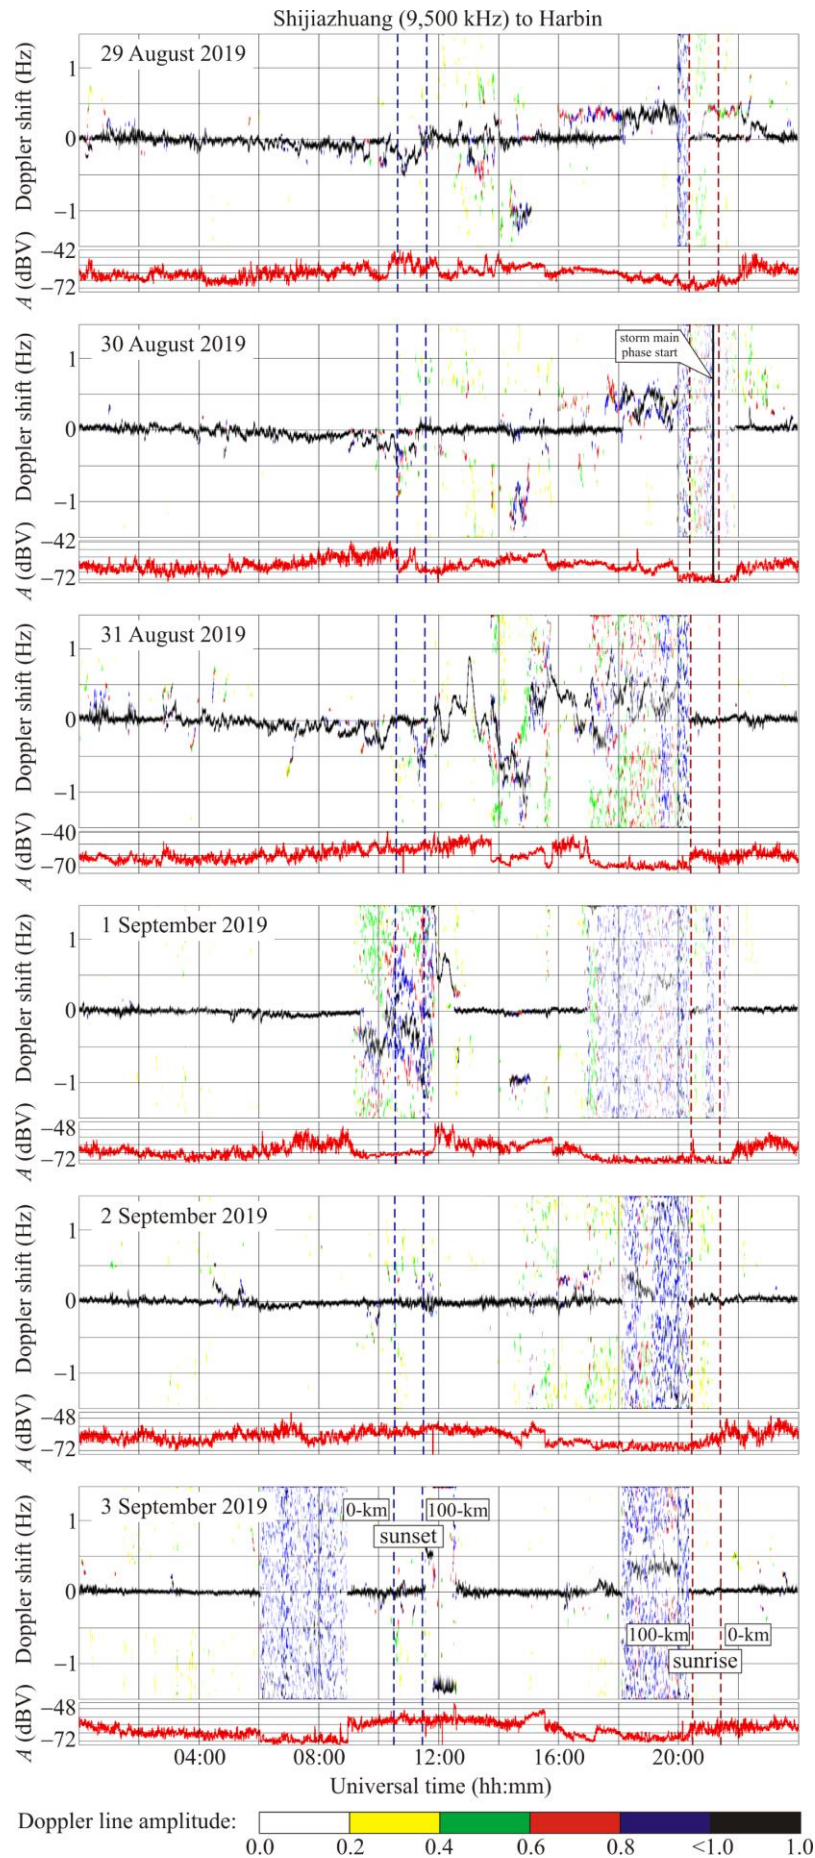 Shijiazhuang (9,500 kHz) to Harbin
29 August 2019
Doppler shift (Hz)
1
0
−1
A (dBV)
−42
−72
30 August 2019
storm main
phase start
Doppler shift (Hz)
1
0
−1
A (dBV)
−42
−72
31 August 2019
Doppler shift (Hz)
1
0
−1
A (dBV)
−40
−70
1 September 2019
Doppler shift (Hz)
1
0
−1
A (dBV)
−48
−72
2 September 2019
Doppler shift (Hz)
1
0
−1
A (dBV)
−48
−72
3 September 2019
0-km
100-km
sunset
Doppler shift (Hz)
1
0
−1
100-km
0-km
sunrise
A (dBV)
−48
−72
04:00 08:00 12:00 16:00 20:00
Universal time (hh:mm)
Doppler line amplitude:
0.0 0.2 0.4 0.6 0.8 <1.0 1.0